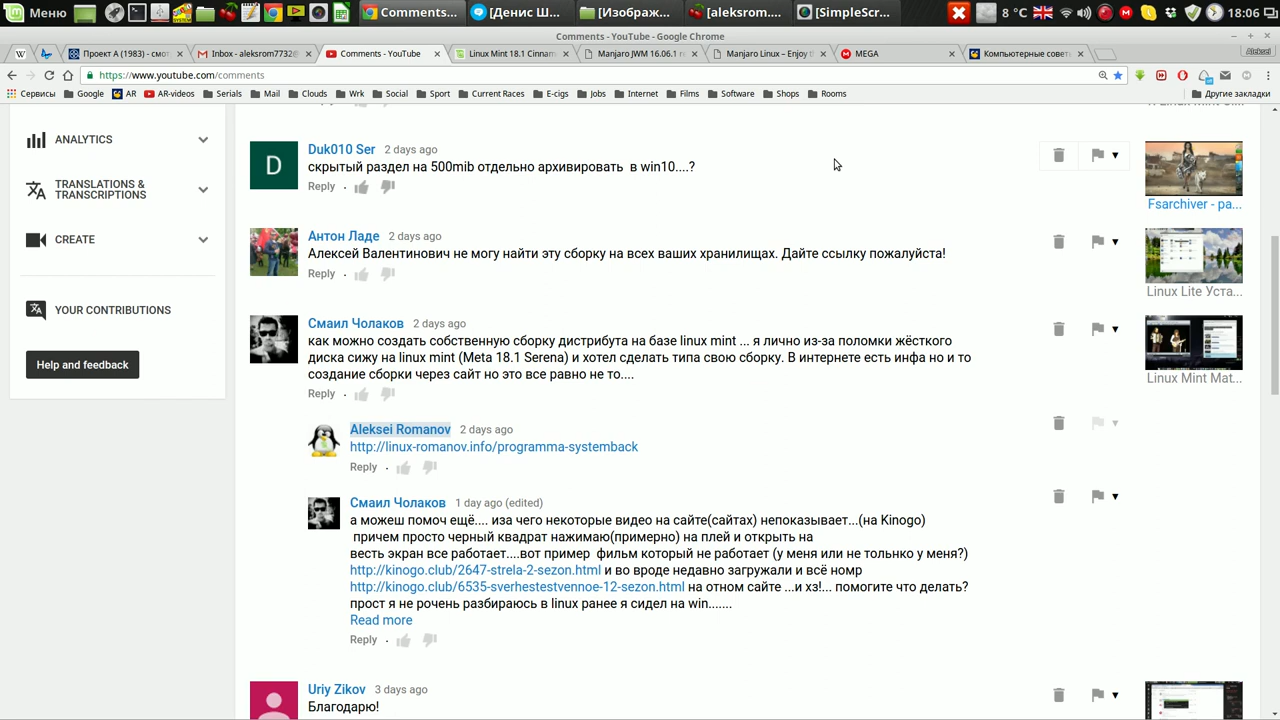 Меню
Comments...
[Денис Ш...
[Изображ...
[aleksrom....
[SimpleSc...
8 °C
18:06
Comments - YouTube - Google Chrome
Проект А (1983) - смот
Inbox - aleksrom7732@
Comments - YouTube
Linux Mint 18.1 Cinnam
Manjaro JWM 16.06.1 re
Manjaro Linux – Enjoy t
MEGA
Компьютерные совет
Aleksei
https://www.youtube.com/comments
Сервисы
Google
AR
AR-videos
Serials
Mail
Clouds
Wrk
Social
Sport
Current Races
E-cigs
Jobs
Internet
Films
Software
Shops
Rooms
Другие закладки
ANALYTICS
TRANSLATIONS &
TRANSCRIPTIONS
CREATE
YOUR CONTRIBUTIONS
Help and feedback
D
Duk010 Ser 2 days ago
скрытый раздел на 500mib отдельно архивировать в win10....?
Reply
Fsarchiver - pa...
Антон Ладе 2 days ago
Алексей Валентинович не могу найти эту сборку на всех ваших хранилищах. Дайте ссылку пожалуйста!
Reply
Linux Lite Уста...
Смаил Чолаков 2 days ago
как можно создать собственную сборку дистрибута на базе linux mint ... я лично из-за поломки жёсткого
диска сижу на linux mint (Meta 18.1 Serena) и хотел сделать типа свою сборку. В интернете есть инфа но и то
создание сборки через сайт но это все равно не то....
Reply
Linux Mint Mat...
Aleksei Romanov 2 days ago
http://linux-romanov.info/programma-systemback
Reply
Смаил Чолаков 1 day ago (edited)
а можеш помоч ещё.... иза чего некоторые видео на сайте(сайтах) непоказывает...(на Kinogo)
причем просто черный квадрат нажимаю(примерно) на плей и открыть на
весть экран все работает....вот пример фильм который не работает (у меня или не тольнко у меня?)
http://kinogo.club/2647-strela-2-sezon.html и во вроде недавно загружали и всё номр
http://kinogo.club/6535-sverhestestvennoe-12-sezon.html на отном сайте ...и хз!... помогите что делать?
прост я не рочень разбираюсь в linux ранее я сидел на win.......
Read more
Reply
Uriy Zikov 3 days ago
Благодарю!